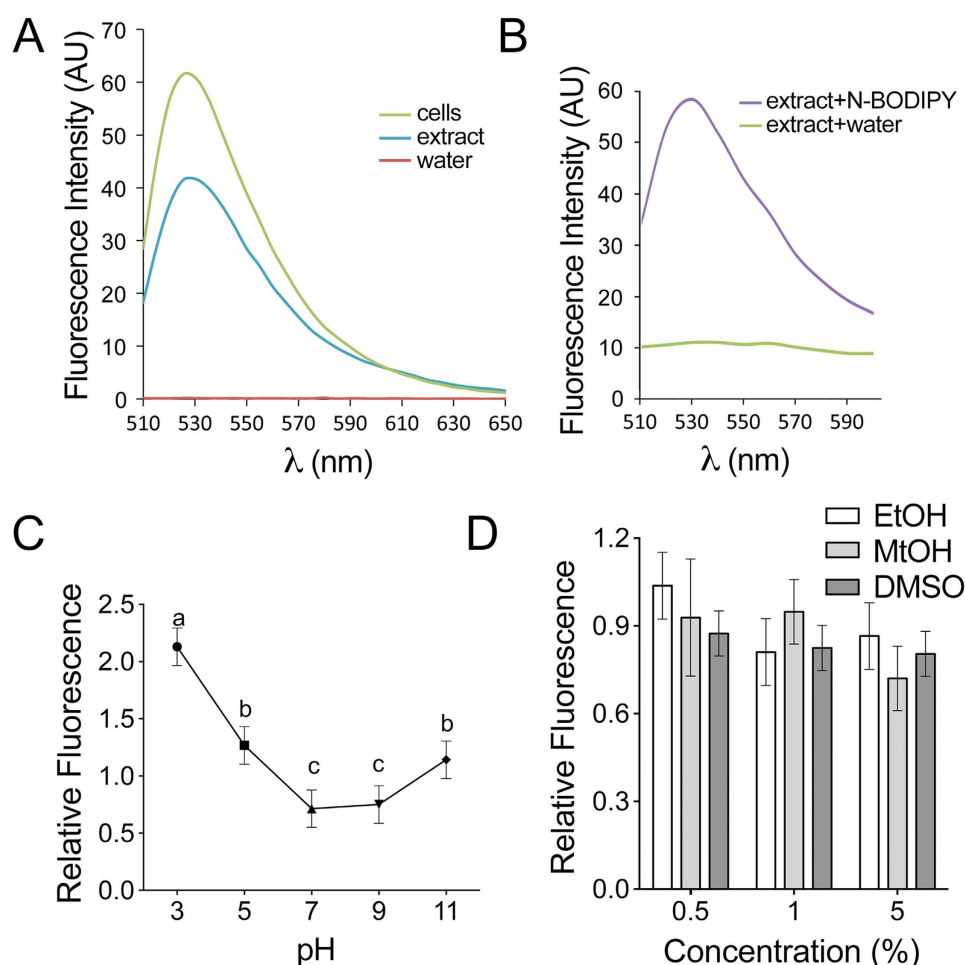 A
Fluorescence Intensity (AU)
70
60
50
40
30
20
10
0
cells
extract
water
510 530 550 570 590 610 630 650
λ (nm)
B
Fluorescence Intensity (AU)
60
50
40
30
20
10
0
extract+N-BODIPY
extract+water
510 530 550 570 590
λ (nm)
C
Relative Fluorescence
2.5
2.0
1.5
1.0
0.5
0.0
a
b
c
c
b
3 5 7 9 11
pH
D
Relative Fluorescence
1.2
0.9
0.6
0.3
0.0
EtOH
MtOH
DMSO
0.5 1 5
Concentration (%)